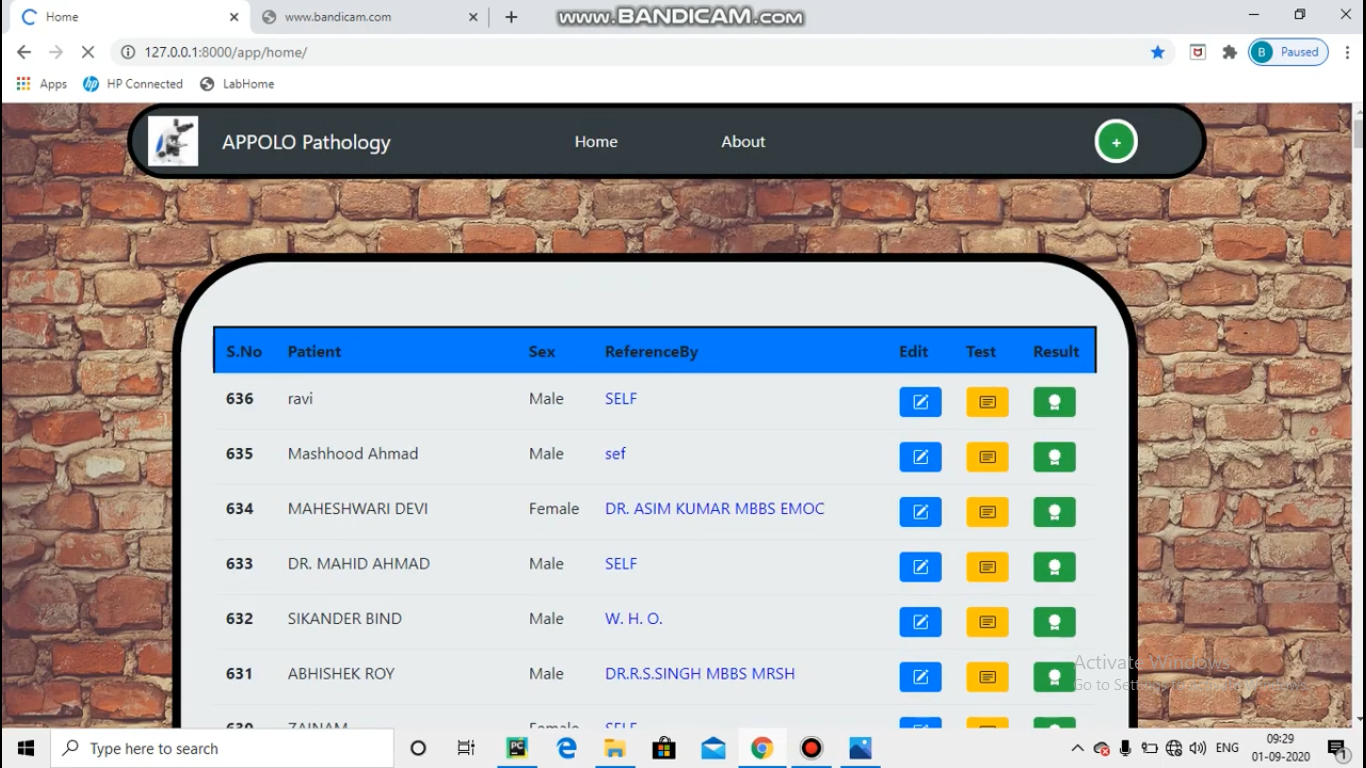 Home
www.bandicam.com
www.BANDICAM.com
127.0.0.1:8000/app/home/
B Paused
Apps HP Connected LabHome
APPOLO Pathology Home About +
S.No Patient Sex ReferenceBy Edit Test Result
636 ravi Male SELF
635 Mashhood Ahmad Male sef
634 MAHESHWARI DEVI Female DR. ASIM KUMAR MBBS EMOC
633 DR. MAHID AHMAD Male SELF
632 SIKANDER BIND Male W. H. O.
631 ABHISHEK ROY Male DR.R.S.SINGH MBBS MRSH
630 ZAINAM Female SELF
Activate Windows
Go to
Type here to search
PC
ENG
09:29
01-09-2020
1